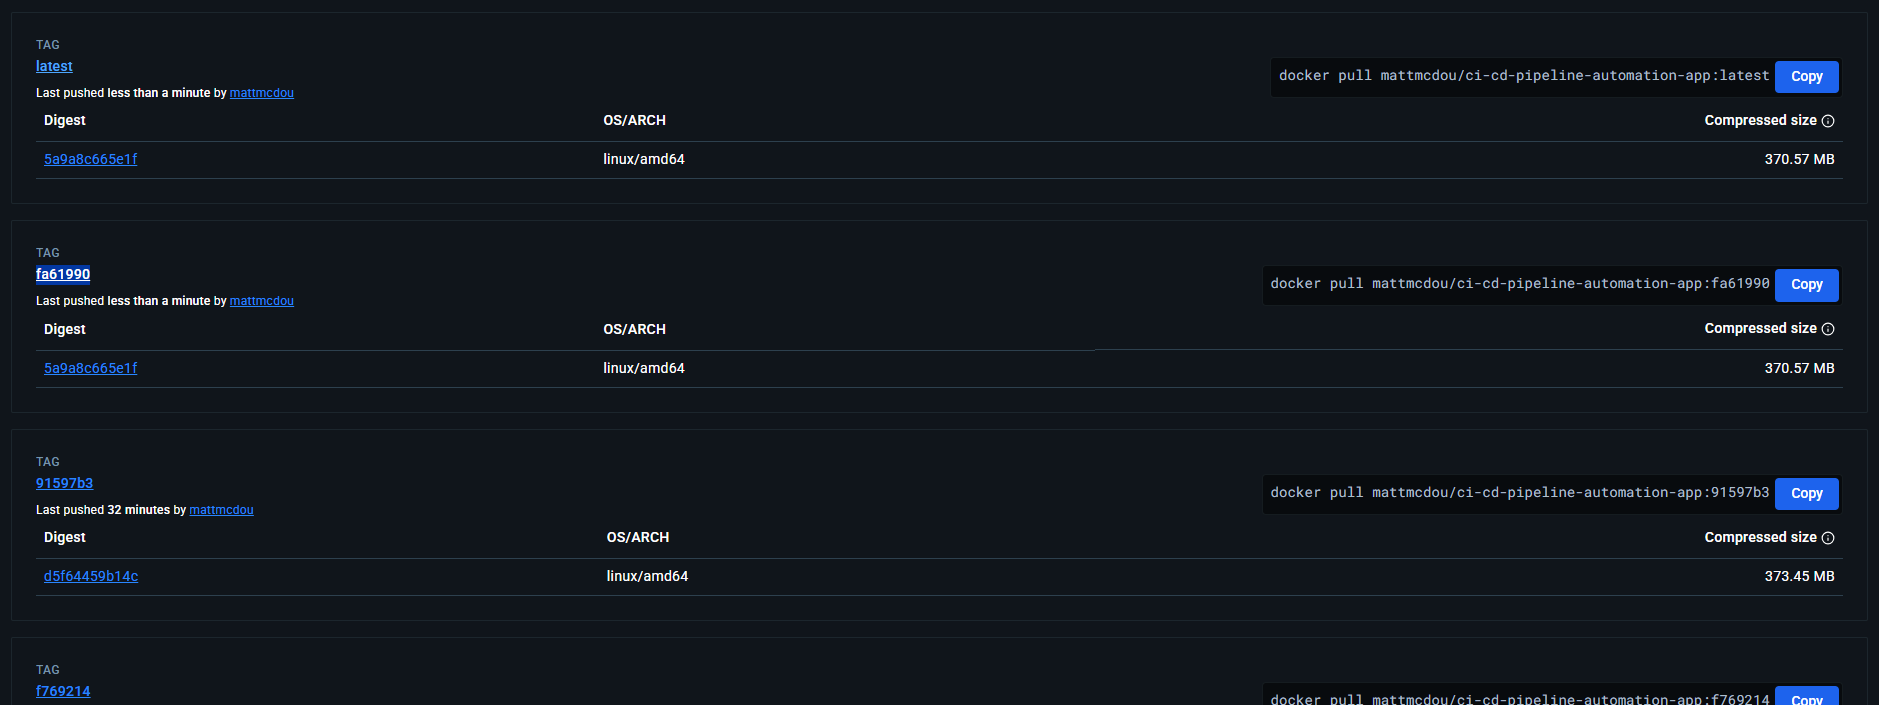 TAG
latest
docker pull mattmcdou/ci-cd-pipeline-automation-app:latest Copy
Last pushed less than a minute by mattmcdou
Digest OS/ARCH Compressed size
5a9a8c665e1f linux/amd64 370.57 MB
TAG
fa61990
docker pull mattmcdou/ci-cd-pipeline-automation-app:fa61990 Copy
Last pushed less than a minute by mattmcdou
Digest OS/ARCH Compressed size
5a9a8c665e1f linux/amd64 370.57 MB
TAG
91597b3
docker pull mattmcdou/ci-cd-pipeline-automation-app:91597b3 Copy
Last pushed 32 minutes by mattmcdou
Digest OS/ARCH Compressed size
d5f64459b14c linux/amd64 373.45 MB
TAG
f769214
docker pull mattmcdou/ci-cd-pipeline-automation-app:f769214 Copy